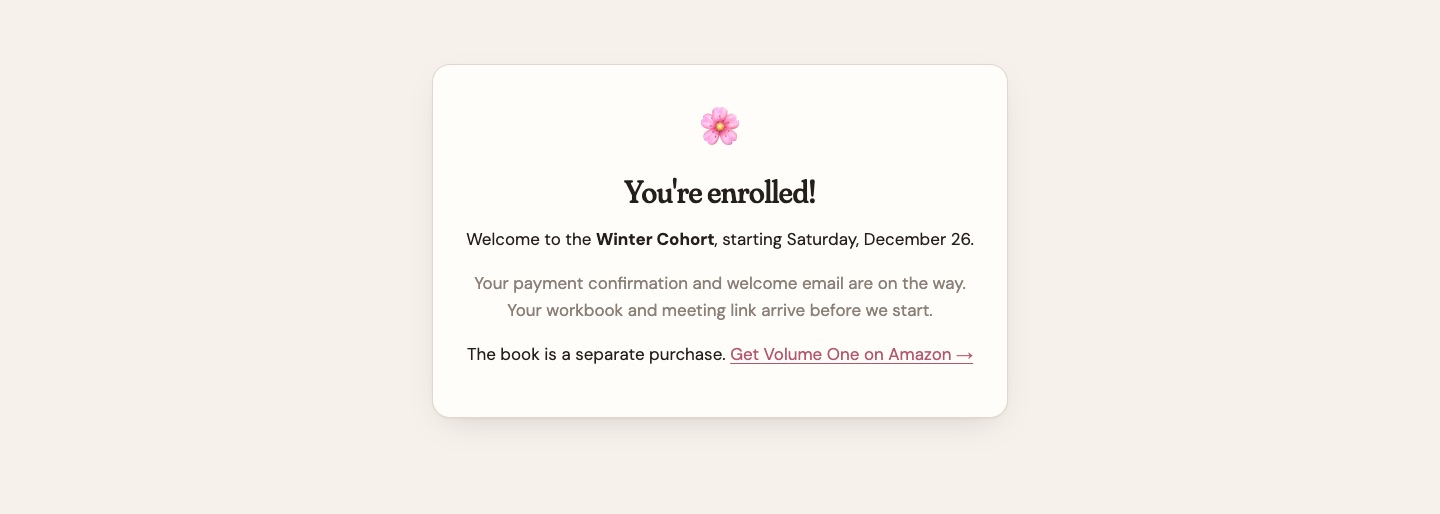 You're enrolled!
Welcome to the Winter Cohort, starting Saturday, December 26.
Your payment confirmation and welcome email are on the way.
Your workbook and meeting link arrive before we start.
The book is a separate purchase. Get Volume One on Amazon →